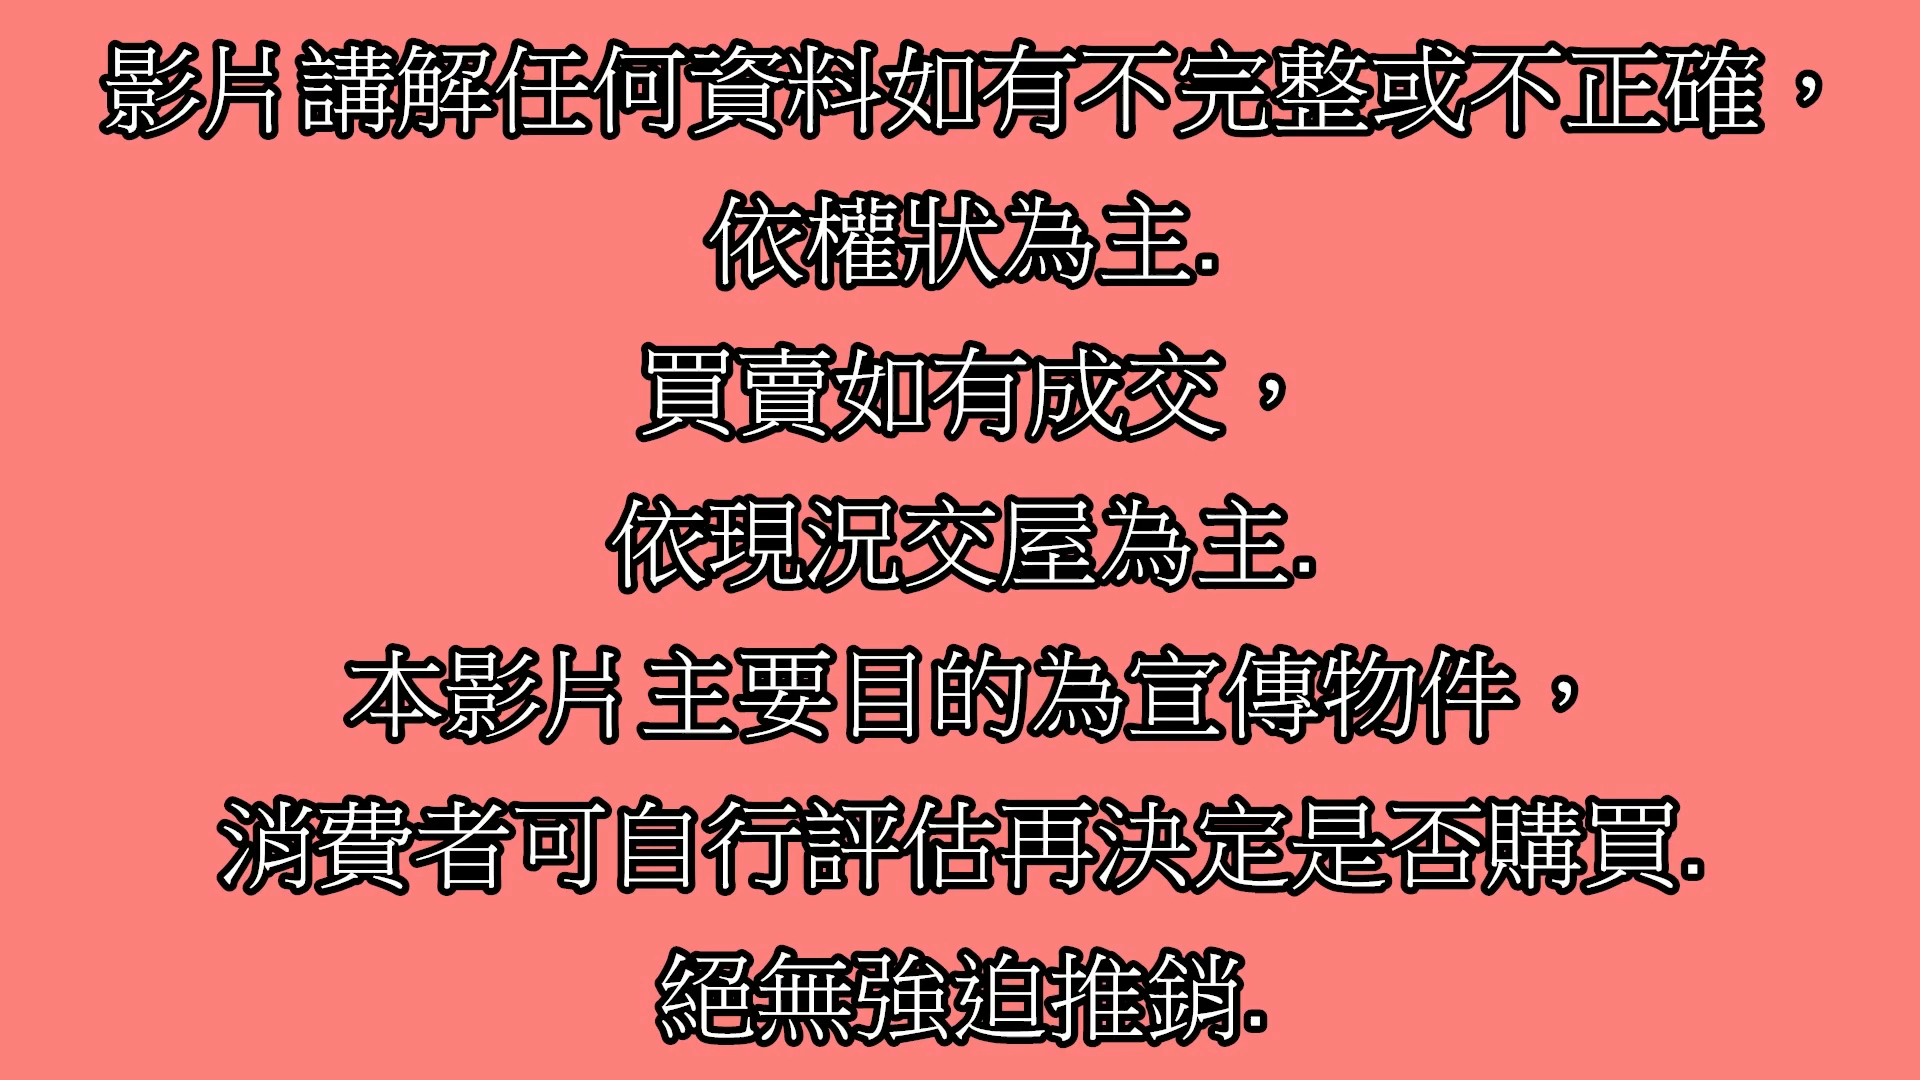 影片講解任何資料如有不完整或不正確，
依權狀為主.
買賣如有成交，
依現況交屋為主.
本影片主要目的為宣傳物件，
消費者可自行評估再決定是否購買.
絕無強迫推銷.